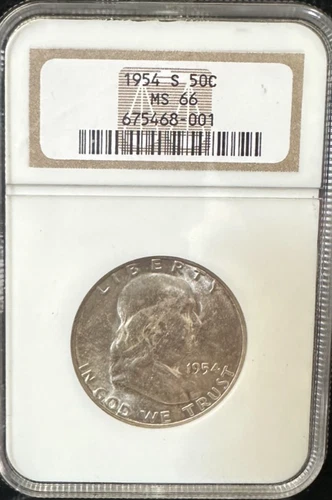 1954 S 50C
MS 66
675468-001
LIBERTY
1954
IN GOD WE TRUST